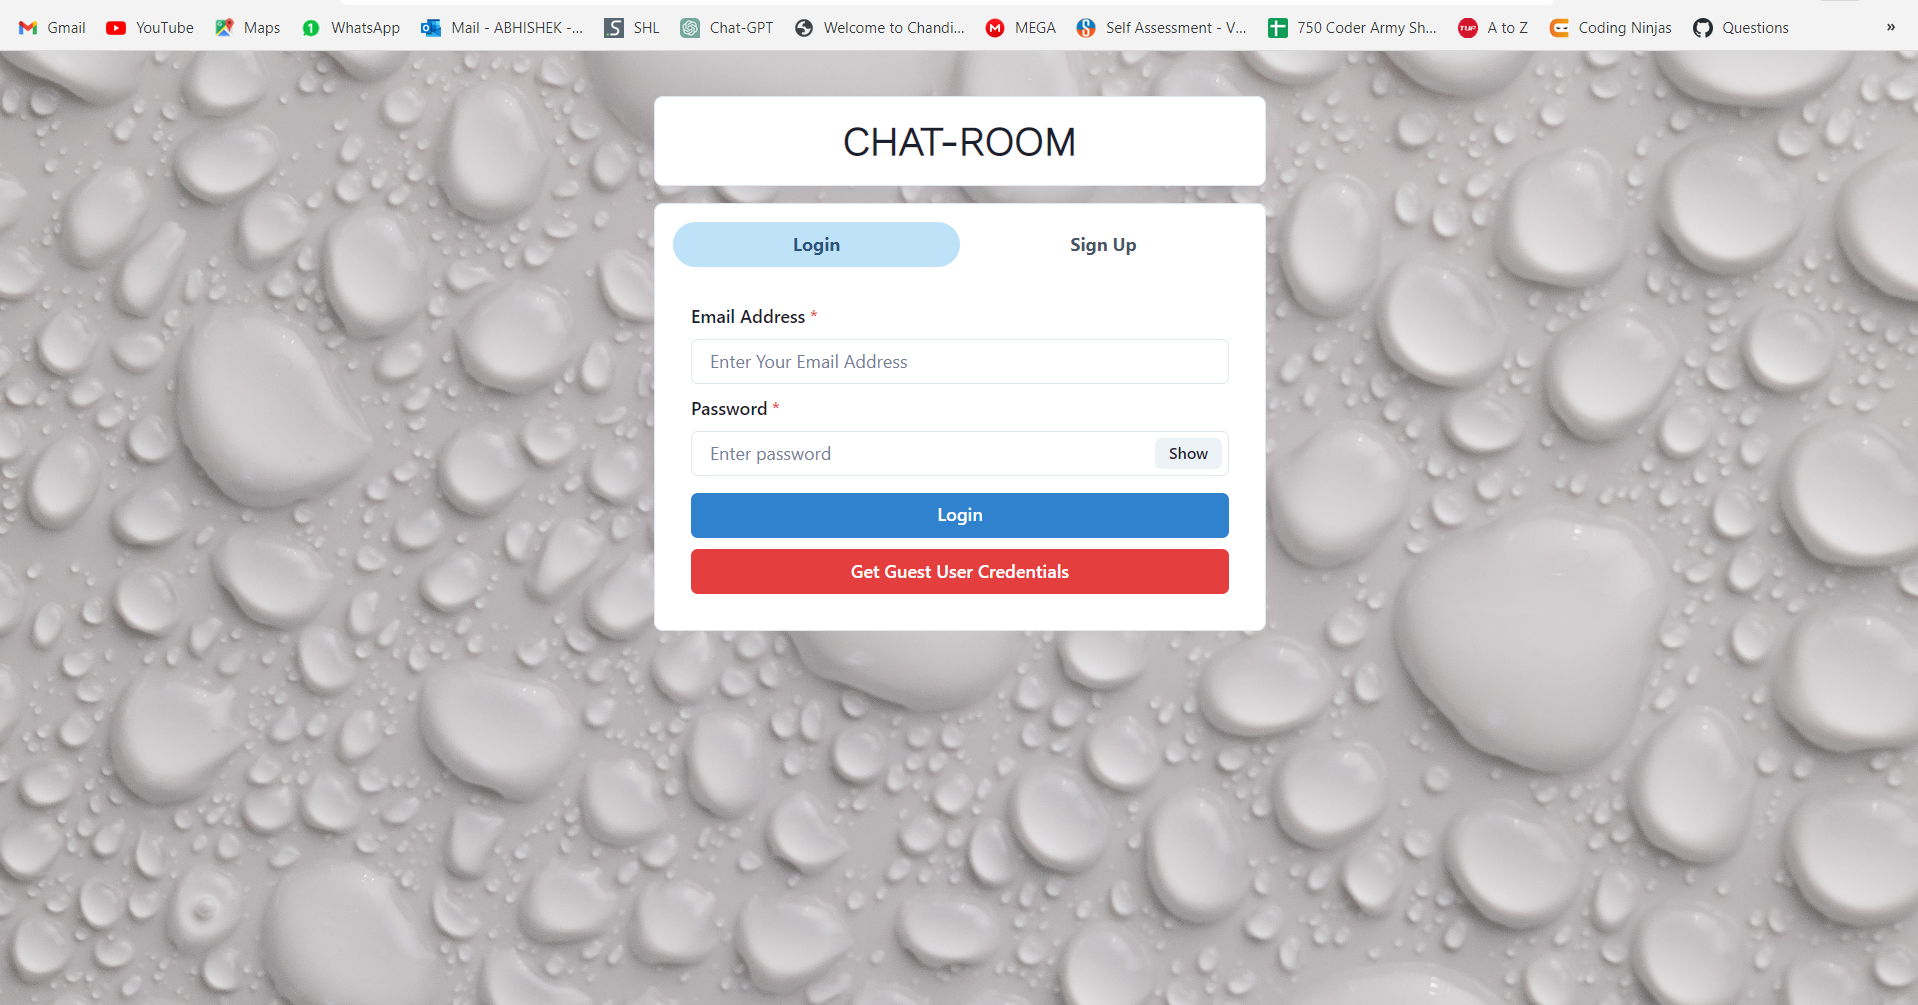 Gmail YouTube Maps WhatsApp Mail - ABHISHEK -... SHL Chat-GPT Welcome to Chandi... MEGA Self Assessment - V... 750 Coder Army Sh... A to Z Coding Ninjas Questions »
CHAT-ROOM
Login Sign Up
Email Address *
Enter Your Email Address
Password *
Enter password Show
Login
Get Guest User Credentials